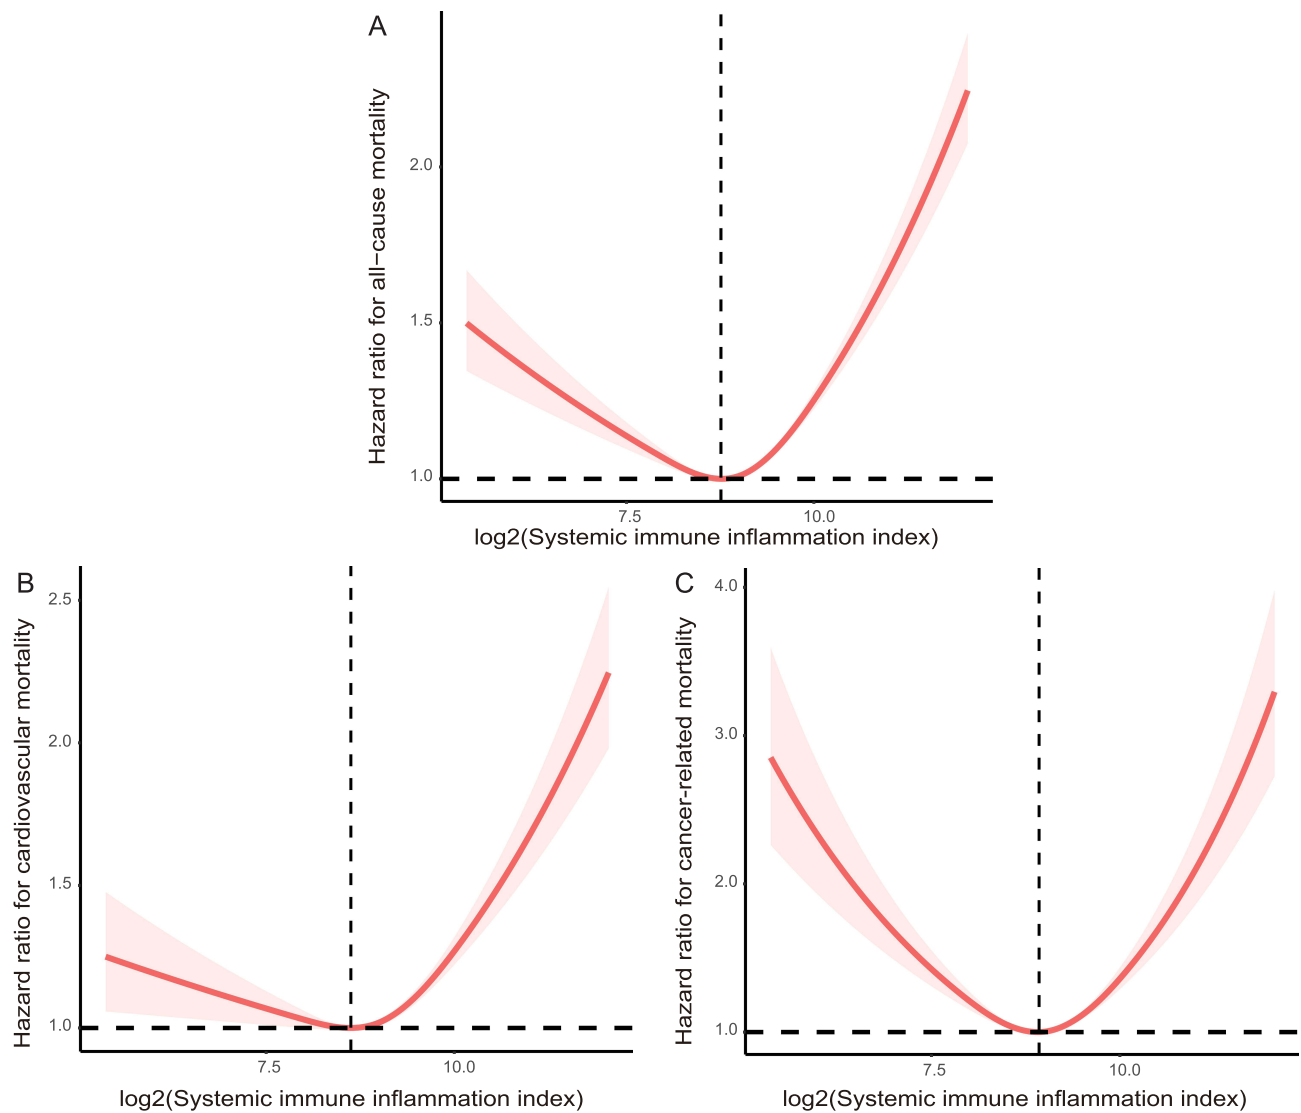 A
Hazard ratio for all−cause mortality
2.0
1.5
1.0
7.5 10.0
log2(Systemic immune inflammation index)
B
Hazard ratio for cardiovascular mortality
2.5
2.0
1.5
1.0
7.5 10.0
log2(Systemic immune inflammation index)
C
Hazard ratio for cancer-related mortality
4.0
3.0
2.0
1.0
7.5 10.0
log2(Systemic immune inflammation index)